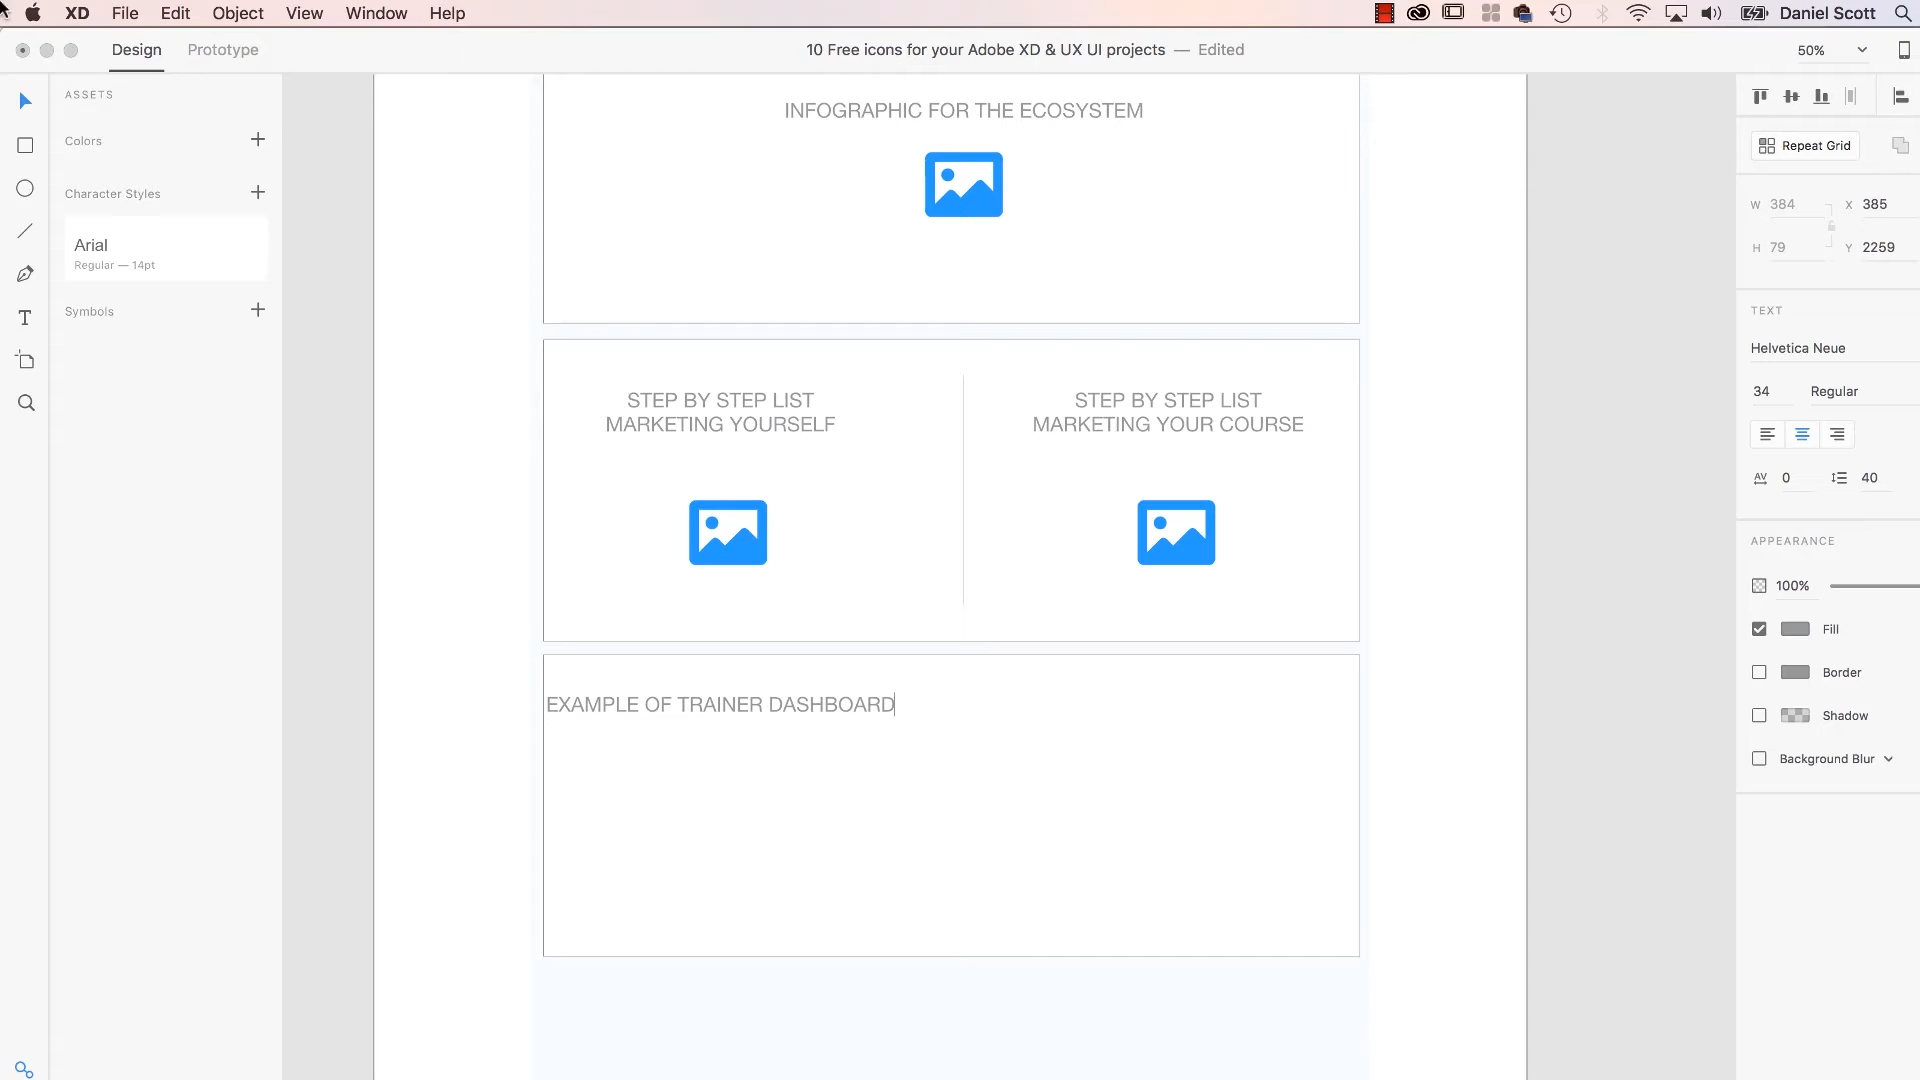 XD File Edit Object View Window Help
Daniel Scott
Design Prototype
10 Free icons for your Adobe XD & UX UI projects — Edited
50%
ASSETS
Colors
Character Styles
Arial
Regular — 14pt
Symbols
INFOGRAPHIC FOR THE ECOSYSTEM
STEP BY STEP LIST
MARKETING YOURSELF
STEP BY STEP LIST
MARKETING YOUR COURSE
EXAMPLE OF TRAINER DASHBOARD
Repeat Grid
W 384 X 385
H 79 Y 2259
TEXT
Helvetica Neue
34 Regular
AV 0 40
APPEARANCE
100%
Fill
Border
Shadow
Background Blur